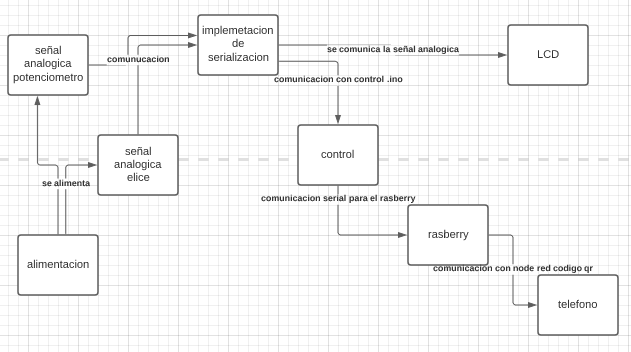 señal
analogica
potenciometro
comunucacion
implemetacion
de
serializacion
se comunica la señal analogica
LCD
comunicacion con control .ino
señal
analogica
elice
control
se alimenta
comunicacion serial para el rasberry
alimentacion
rasberry
comunicacion con node red codigo qr
telefono